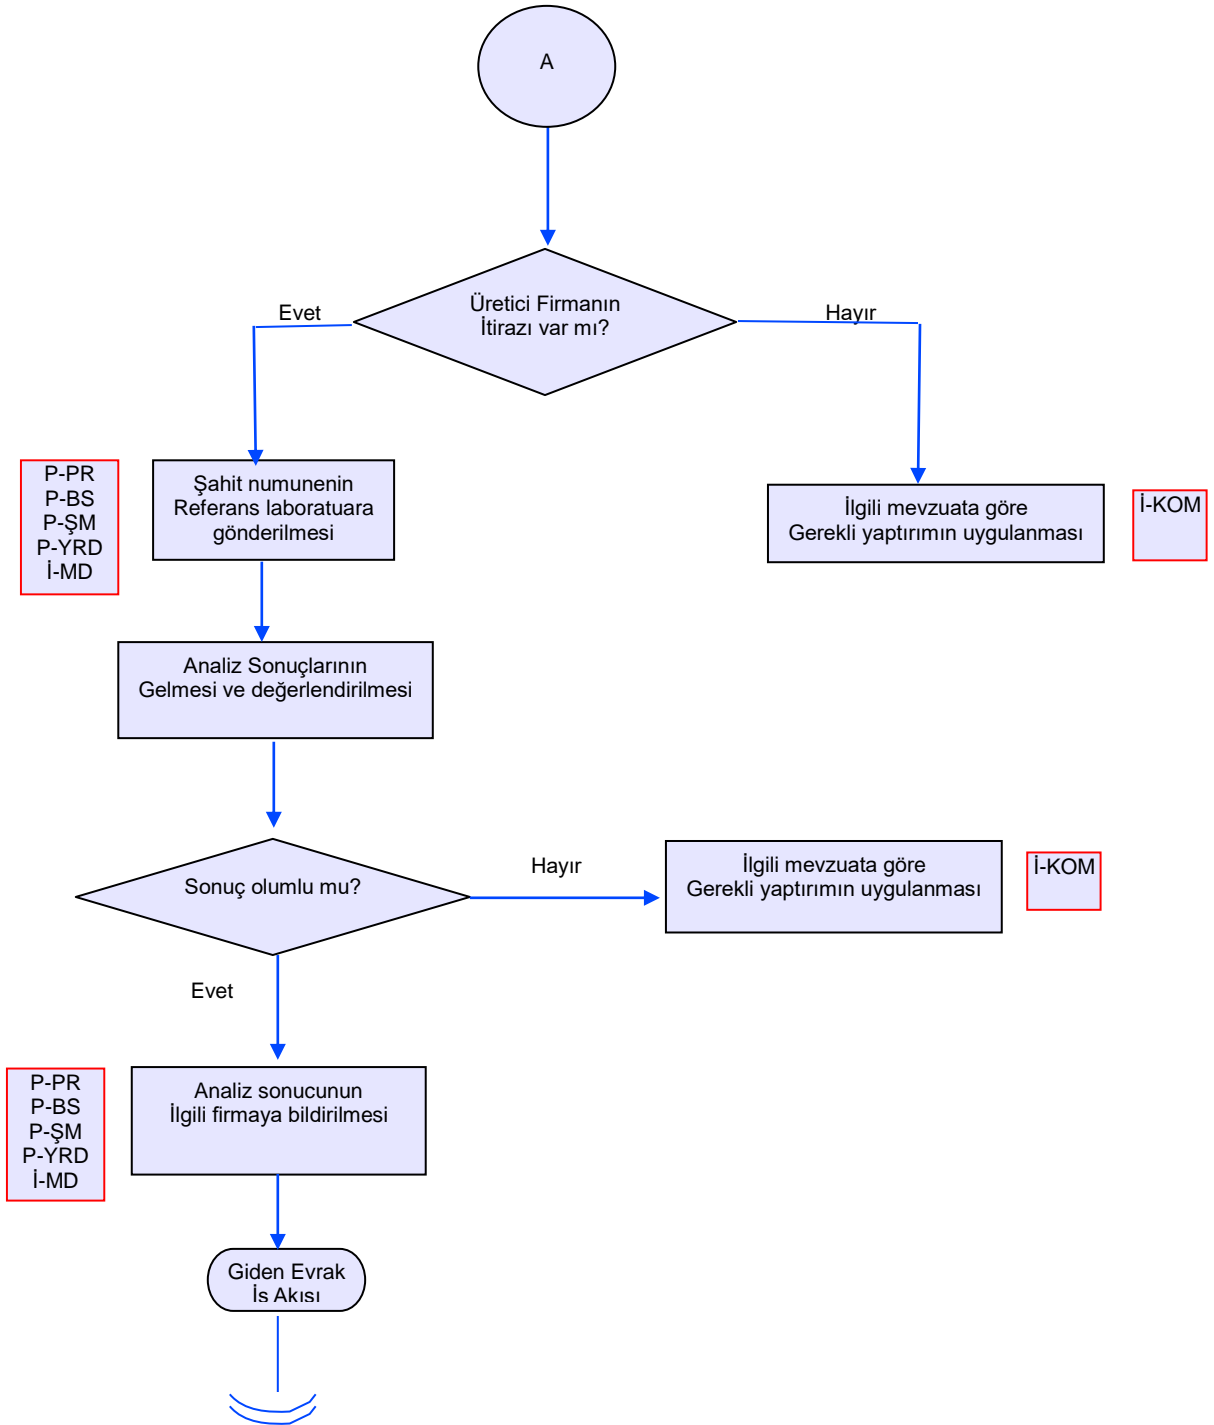 A
Üretici Firmanın
İtirazı var mı?
Evet
Hayır
P-PR
P-BS
P-ŞM
P-YRD
İ-MD
Şahit numunenin
Referans laboratuara
gönderilmesi
İlgili mevzuata göre
Gerekli yaptırımın uygulanması
İ-KOM
Analiz Sonuçlarının
Gelmesi ve değerlendirilmesi
Sonuç olumlu mu?
Hayır
İlgili mevzuata göre
Gerekli yaptırımın uygulanması
İ-KOM
Evet
P-PR
P-BS
P-ŞM
P-YRD
İ-MD
Analiz sonucunun
İlgili firmaya bildirilmesi
Giden Evrak
İş Akışı